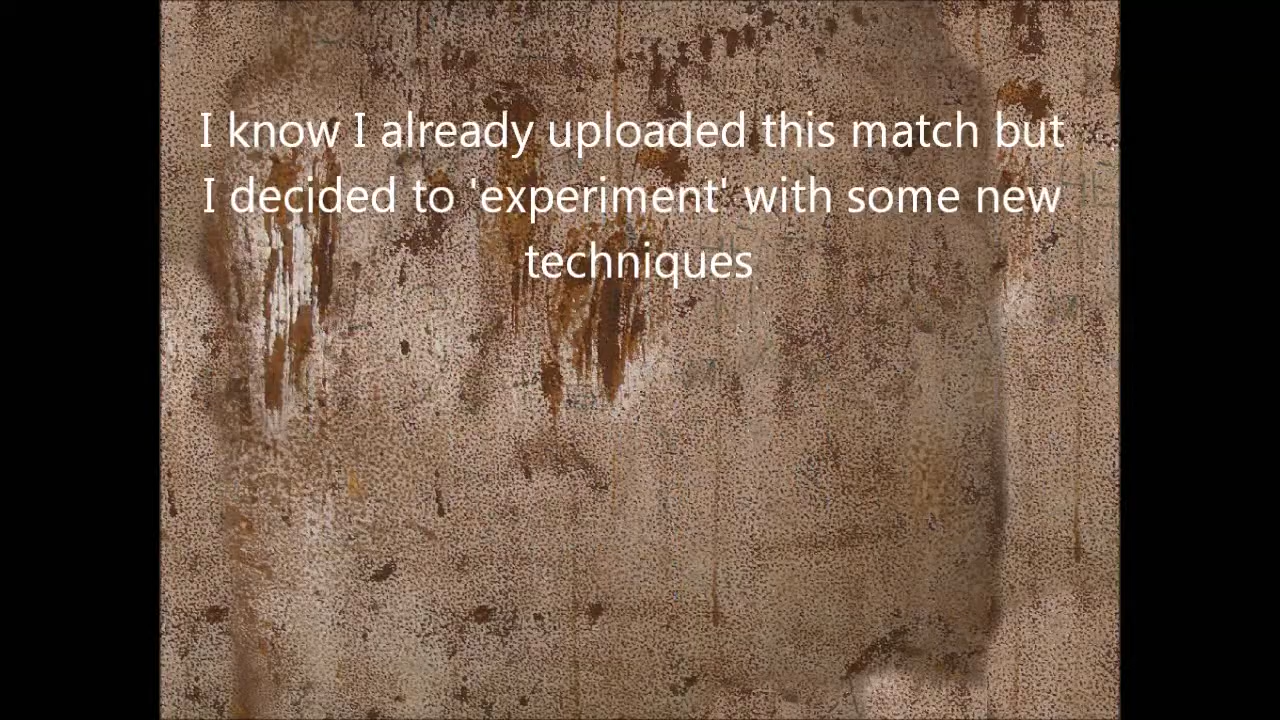 I know I already uploaded this match but
I decided to 'experiment' with some new
techniques